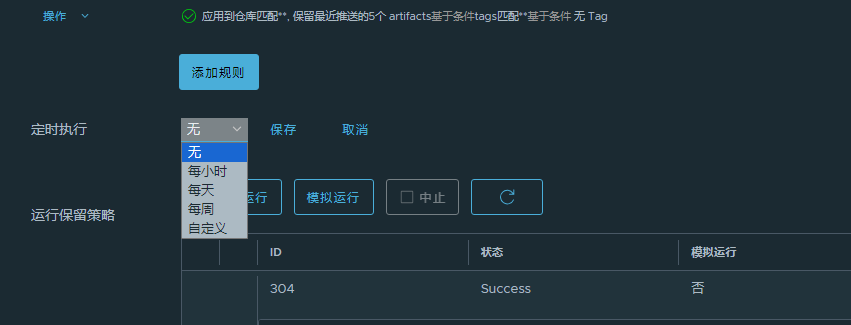 操作
应用到仓库匹配**, 保留最近推送的5个 artifacts基于条件tags匹配**基于条件 无 Tag
添加规则
定时执行 无 保存 取消
无
每小时
每天
每周
自定义
运行保留策略 运行 模拟运行 中止
ID 状态 模拟运行
304 Success 否